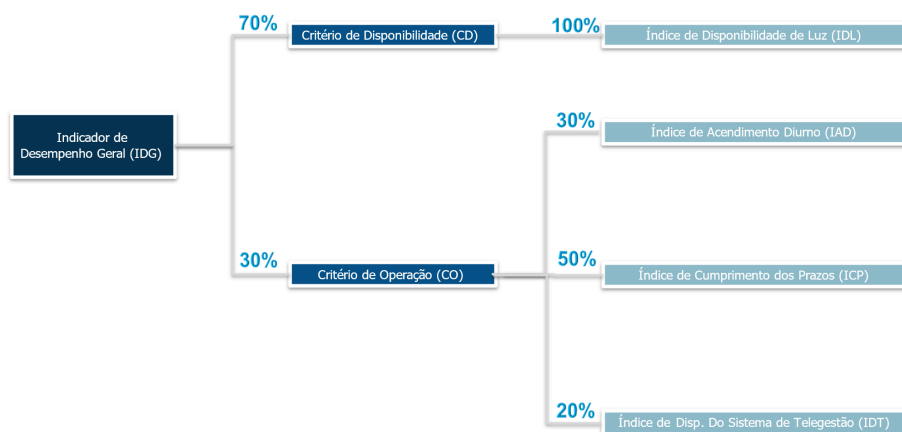 70%
Critério de Disponibilidade (CD)
100%
Índice de Disponibilidade de Luz (IDL)
Indicador de
Desempenho Geral (IDG)
30%
Índice de Acendimento Diurno (IAD)
30%
Critério de Operação (CO)
50%
Índice de Cumprimento dos Prazos (ICP)
20%
Índice de Disp. Do Sistema de Telegestão (IDT)